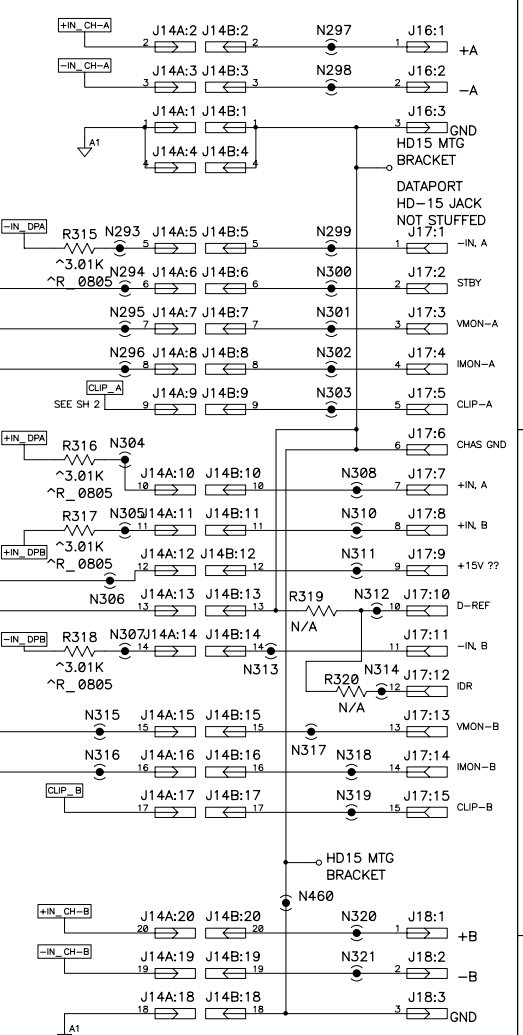 +IN_CH-A J14A:2 J14B:2 N297 J16:1
2 2 1 +A
-IN_CH-A J14A:3 J14B:3 N298 J16:2
3 3 2 -A
J14A:1 J14B:1 J16:3
1 1 3 GND
A1 J14A:4 J14B:4 HD15 MTG
4 4 BRACKET
DATAPORT
HD-15 JACK
NOT STUFFED
-IN_DPA R315 N293 J14A:5 J14B:5 N299 J17:1
5 5 1 -IN, A
^3.01K
^R_0805
N294 J14A:6 J14B:6 N300 J17:2
6 6 2 STBY
N295 J14A:7 J14B:7 N301 J17:3
7 7 3 VMON-A
N296 J14A:8 J14B:8 N302 J17:4
8 8 4 IMON-A
CLIP_A J14A:9 J14B:9 N303 J17:5
SEE SH 2 9 9 5 CLIP-A
+IN_DPA R316 N304 J17:6
6 CHAS GND
^3.01K
^R_0805
J14A:10 J14B:10 N308 J17:7
10 10 7 +IN, A
R317 N305 J14A:11 J14B:11 N310 J17:8
11 11 8 +IN, B
+IN_DPB ^3.01K
^R_0805
J14A:12 J14B:12 N311 J17:9
12 12 9 +15V ??
N306 J14A:13 J14B:13 R319 N312 J17:10
13 13 N/A 10 D-REF
-IN_DPB R318 N307 J14A:14 J14B:14 J17:11
14 14 N313 11 -IN, B
^3.01K
^R_0805
R320 N314 J17:12
N/A 12 IDR
N315 J14A:15 J14B:15 J17:13
15 15 N317 13 VMON-B
N316 J14A:16 J14B:16 N318 J17:14
16 16 14 IMON-B
CLIP_B J14A:17 J14B:17 N319 J17:15
17 17 15 CLIP-B
HD15 MTG
BRACKET
N460
+IN_CH-B J14A:20 J14B:20 N320 J18:1
20 20 1 +B
-IN_CH-B J14A:19 J14B:19 N321 J18:2
19 19 2 -B
J14A:18 J14B:18 J18:3
18 18 3 GND
A1